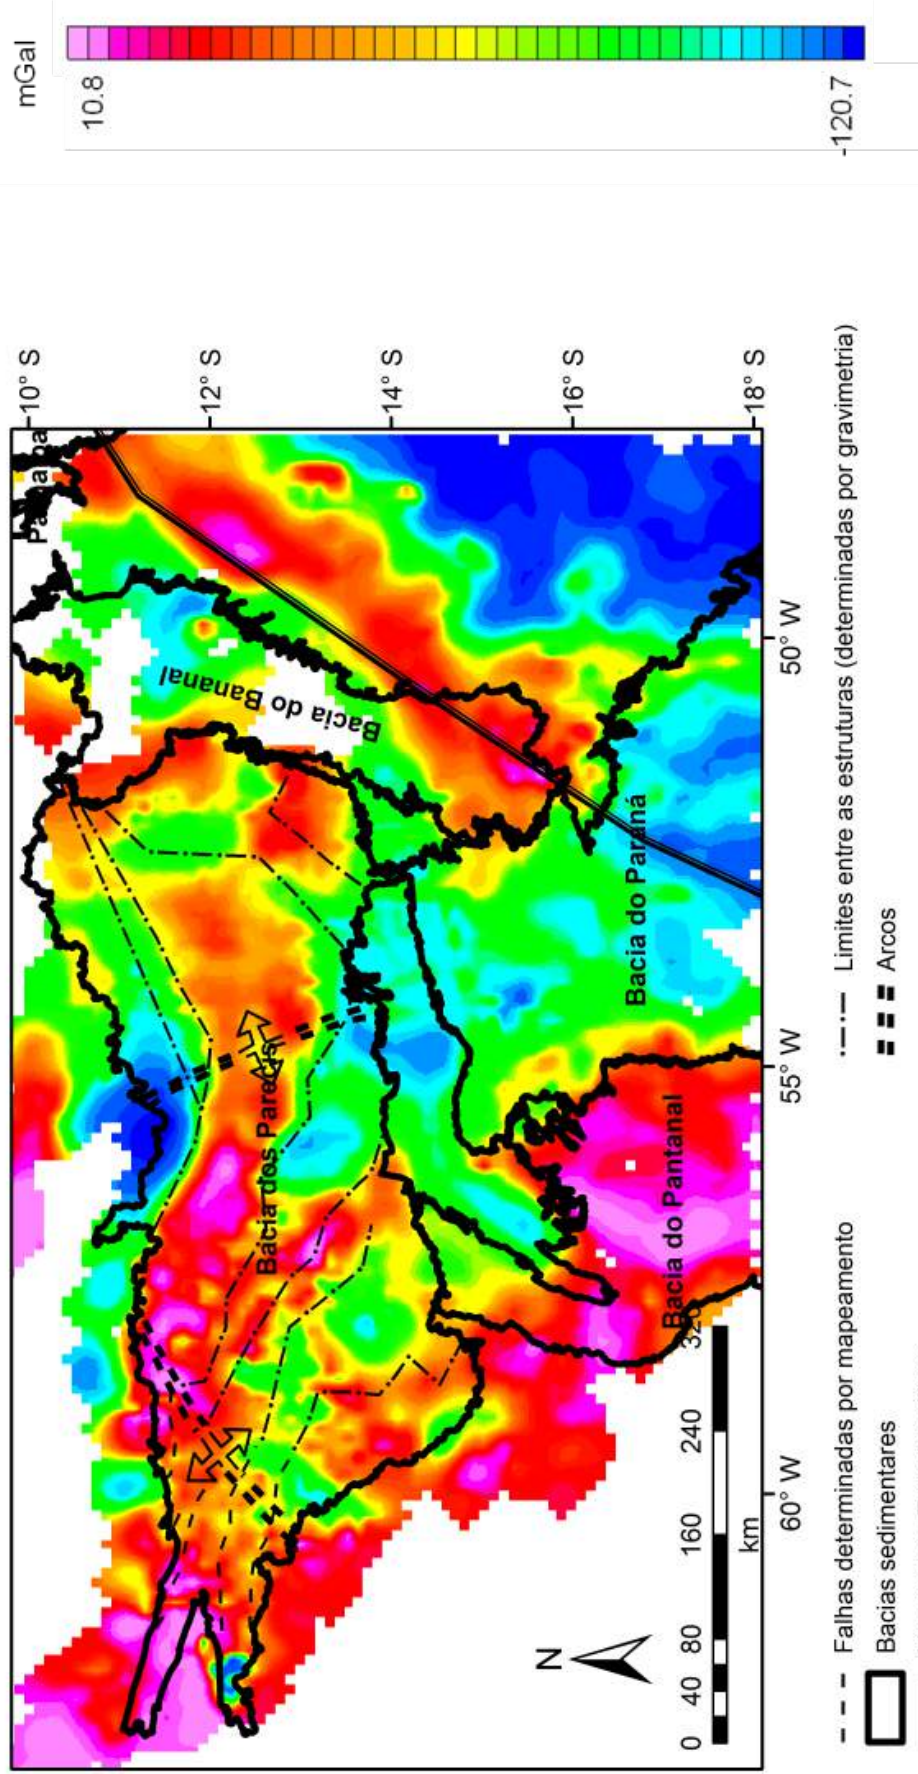 mGal
10.8
-120.7
10° S
12° S
14° S
16° S
18° S
Bacia do Bananal
Bacia dos Parecis
Bacia do Paraná
Bacia do Pantanal
60° W
55° W
50° W
N
0 40 80 160 240 320
km
Falhas determinadas por mapeamento
Limites entre as estruturas (determinadas por gravimetria)
Bacias sedimentares
Arcos